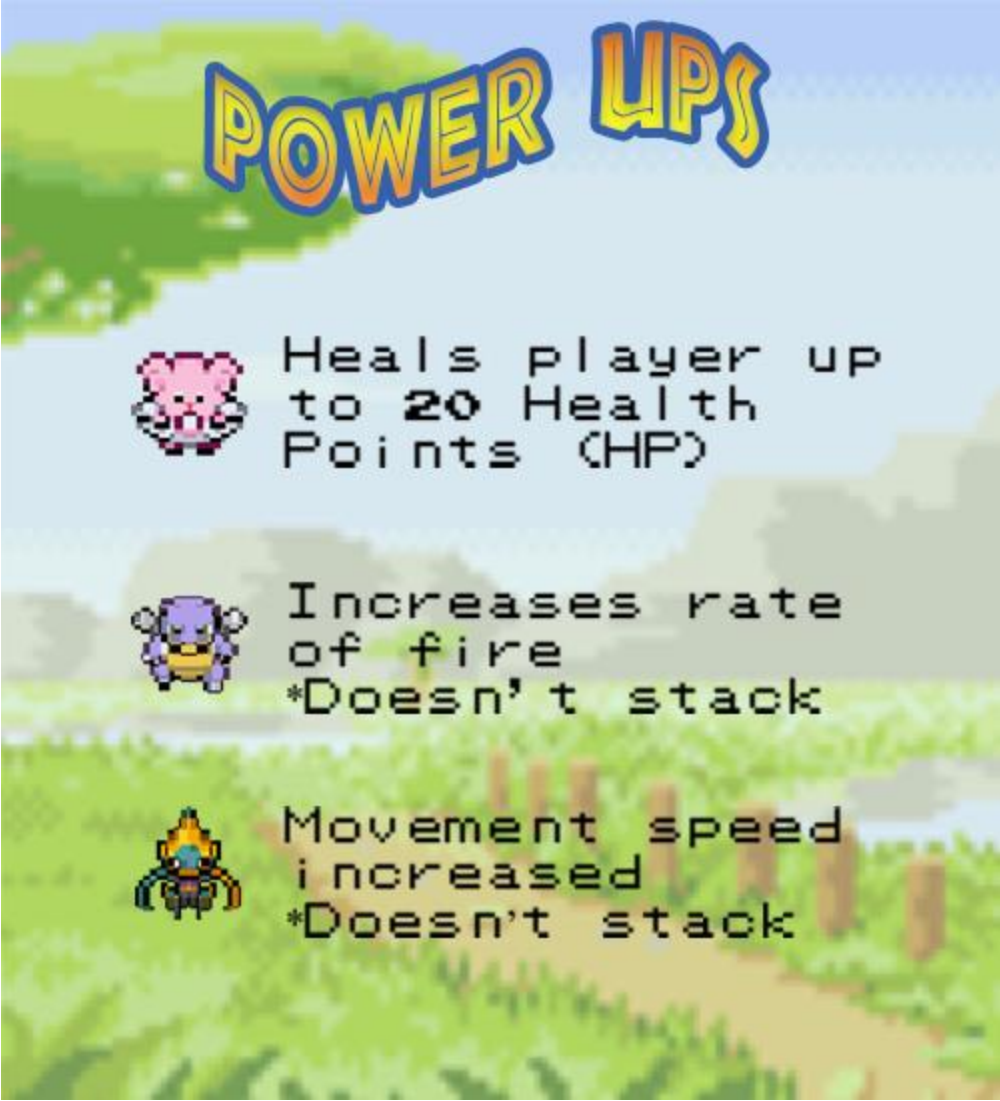 POWER UPS
Heals player up
to 20 Health
Points (HP)
Increases rate
of fire
*Doesn't stack
Movement speed
increased
*Doesn't stack